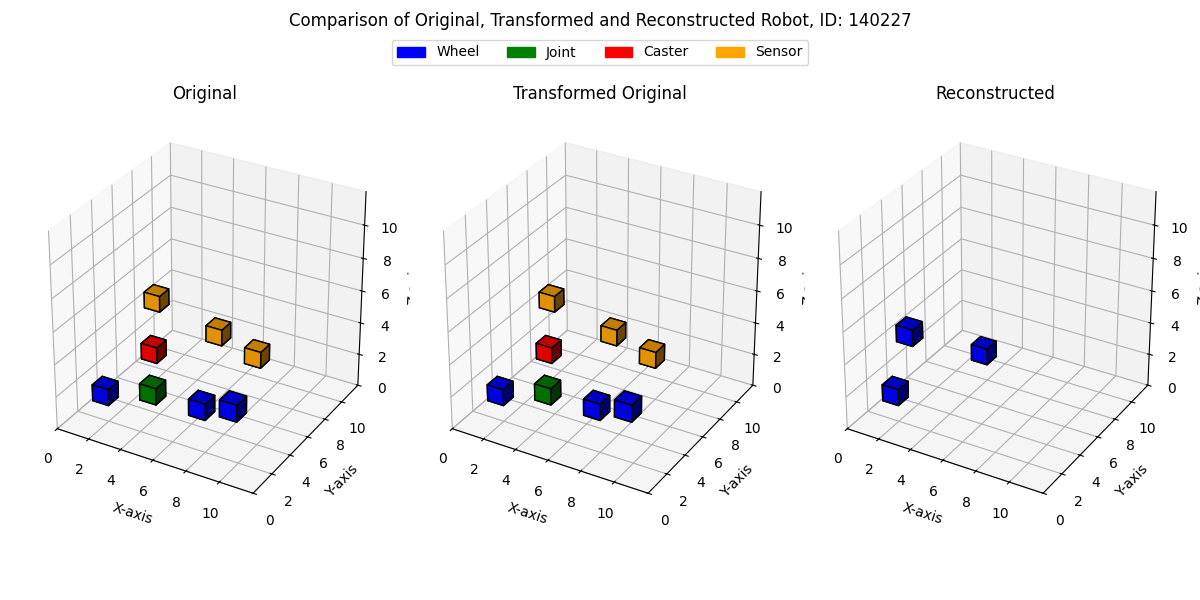 Comparison of Original, Transformed and Reconstructed Robot, ID: 140227
Wheel Joint Caster Sensor
Original
Transformed Original
Reconstructed
0 2 4 6 8 10
X-axis
0 2 4 6 8 10
Y-axis
0 2 4 6 8 10
0 2 4 6 8 10
X-axis
0 2 4 6 8 10
Y-axis
0 2 4 6 8 10
0 2 4 6 8 10
X-axis
0 2 4 6 8 10
Y-axis
0 2 4 6 8 10